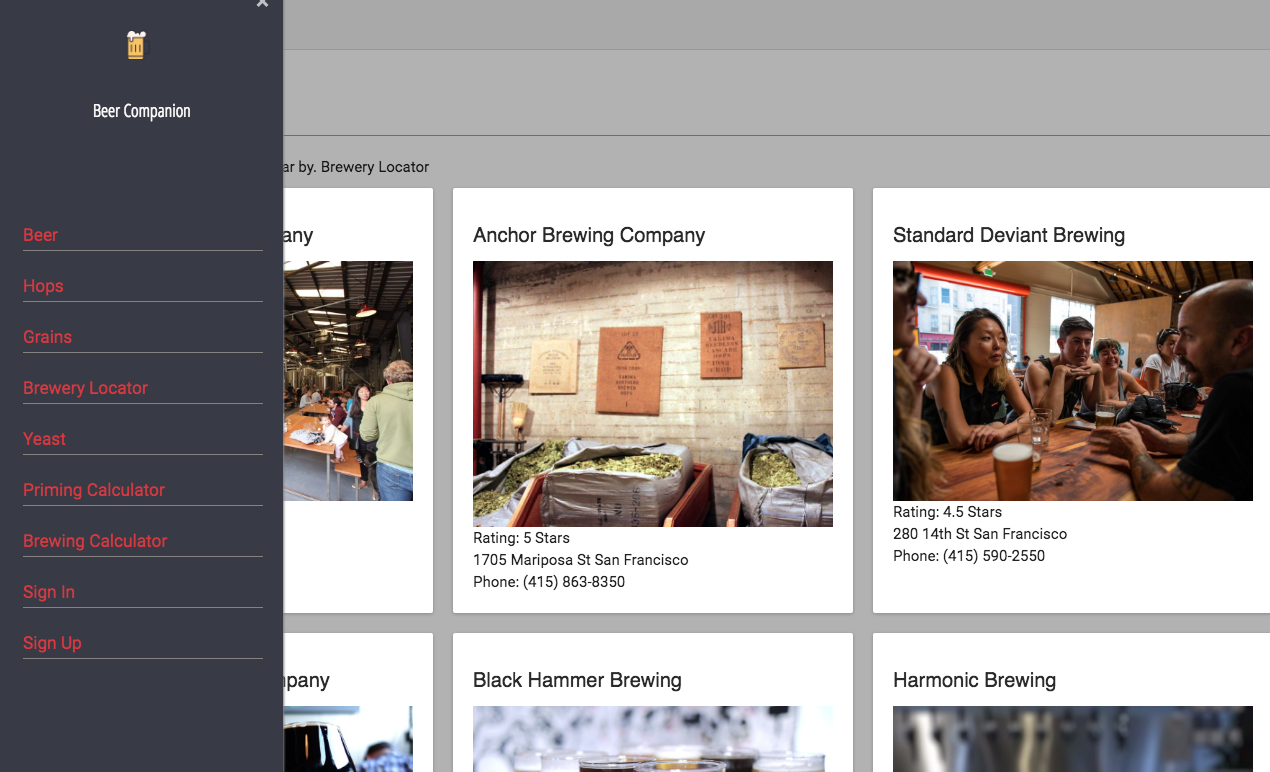 ×
Beer Companion
Beer
Hops
Grains
Brewery Locator
Yeast
Priming Calculator
Brewing Calculator
Sign In
Sign Up
ar by. Brewery Locator
any
Anchor Brewing Company
Rating: 5 Stars
1705 Mariposa St San Francisco
Phone: (415) 863-8350
Standard Deviant Brewing
Rating: 4.5 Stars
280 14th St San Francisco
Phone: (415) 590-2550
mpany
Black Hammer Brewing
Harmonic Brewing